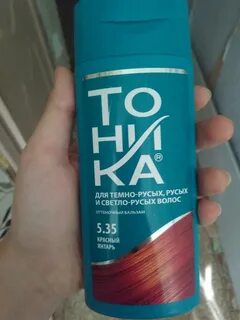 ТО
НИ
КА®
ДЛЯ ТЕМНО-РУСЫХ, РУСЫХ
И СВЕТЛО-РУСЫХ ВОЛОС
ОТТЕНОЧНЫЙ БАЛЬЗАМ
5.35
КРАСНЫЙ
ЯНТАРЬ